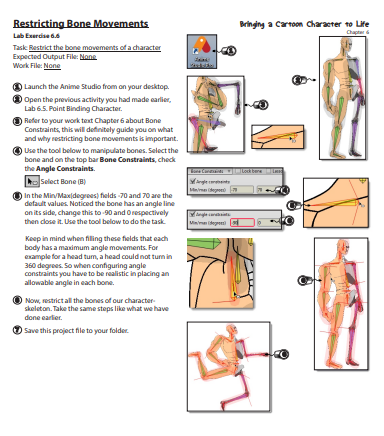 Restricting Bone Movements
Bringing a Cartoon Character to Life
Chapter 6
Lab Exercise 6.6
Task: Restrict the bone movements of a character
Expected Output File: None
Work File: None
1 Launch the Anime Studio from on your desktop.
2 Open the previous activity you had made earlier,
Lab 6.5, Point Binding Character.
3 Refer to your work text Chapter 6 about Bone
Constraints, this will definitely guide you on what
and why restricting bone movements is important.
4 Use the tool below to manipulate bones. Select the
bone and on the top bar Bone Constraints, check
the Angle Constraints.
Select Bone (B)
5 In the Min/Max(degrees) fields -70 and 70 are the
default values. Noticed the bone has an angle line
on its side, change this to -90 and 0 respectively
then close it. Use the tool below to do the task.
Keep in mind when filling these fields that each
body has a maximum angle movements. For
example for a head turn, a head could not turn in
360 degrees. So when configuring angle
constraints you have to be realistic in placing an
allowable angle in each bone.
6 Now, restrict all the bones of our character-
skeleton. Take the same steps like what we have
done earlier.
7 Save this project file to your folder.
Bone Constraints Lock bone
Angle constraints
Min/max (degrees) -70 70
Angle constraints
Min/max (degrees) -90 0